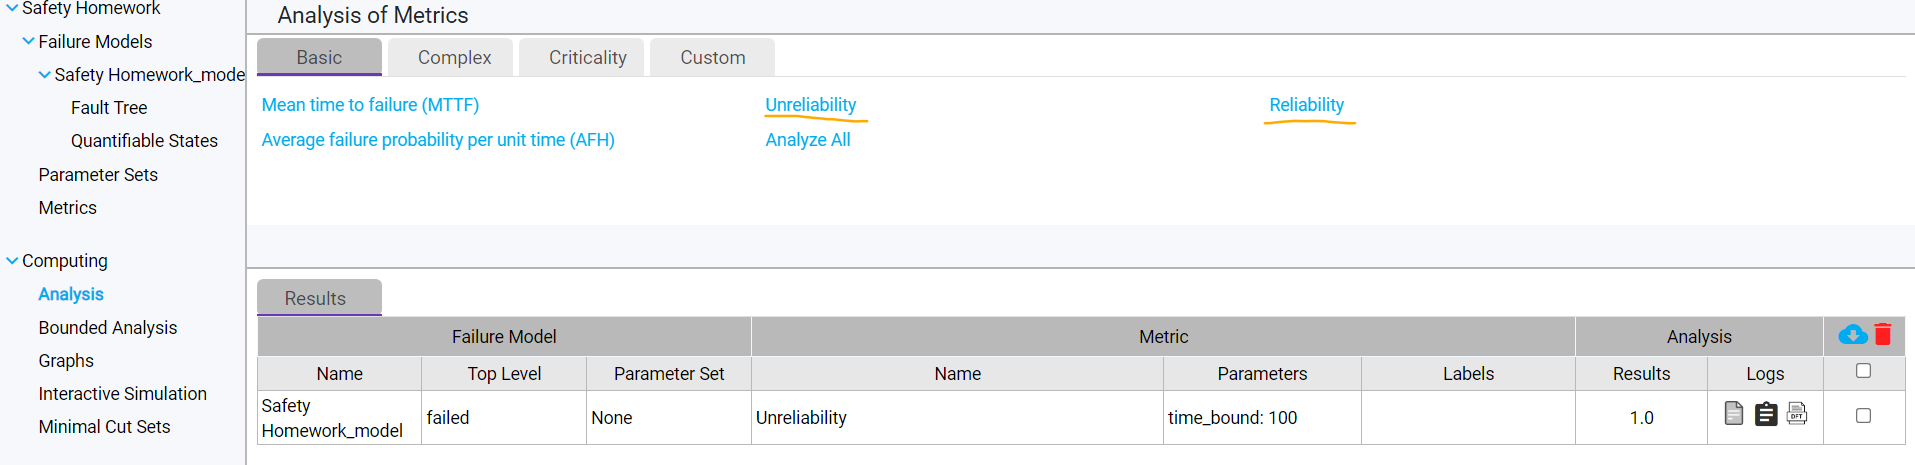 Safety Homework
Failure Models
Safety Homework_mode
Fault Tree
Quantifiable States
Parameter Sets
Metrics
Computing
Analysis
Bounded Analysis
Graphs
Interactive Simulation
Minimal Cut Sets
Analysis of Metrics
Basic Complex Criticality Custom
Mean time to failure (MTTF) Unreliability Reliability
Average failure probability per unit time (AFH) Analyze All
Results
Failure Model Metric Analysis
Name Top Level Parameter Set Name Parameters Labels Results Logs
Safety
Homework_model failed None Unreliability time_bound: 100 1.0 DFT